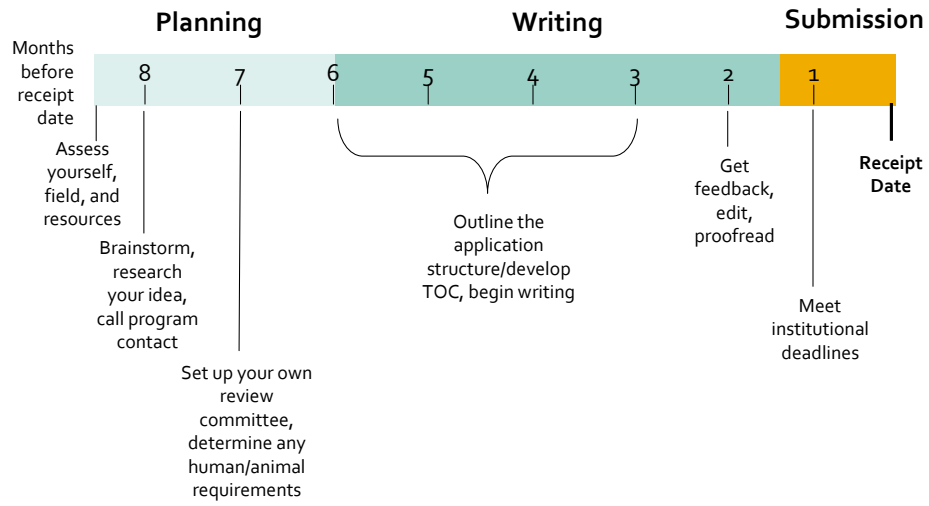 Planning
Writing
Submission
Months
before
receipt
date
8
7
6
5
4
3
2
1
Assess
yourself,
field, and
resources
Brainstorm,
research
your idea,
call program
contact
Set up your own
review
committee,
determine any
human/animal
requirements
Outline the
application
structure/develop
TOC, begin writing
Get
feedback,
edit,
proofread
Meet
institutional
deadlines
Receipt
Date